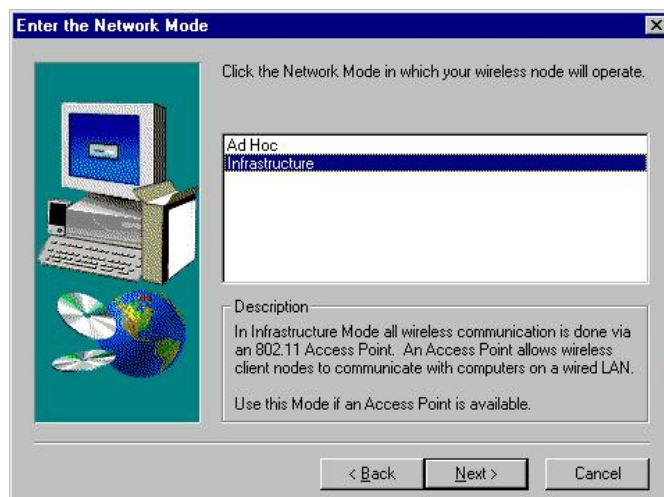 Enter the Network Mode
Click the Network Mode in which your wireless node will operate.
Ad Hoc
Infrastructure
Description
In Infrastructure Mode all wireless communication is done via
an 802.11 Access Point. An Access Point allows wireless
client nodes to communicate with computers on a wired LAN.
Use this Mode if an Access Point is available.
< Back Next > Cancel